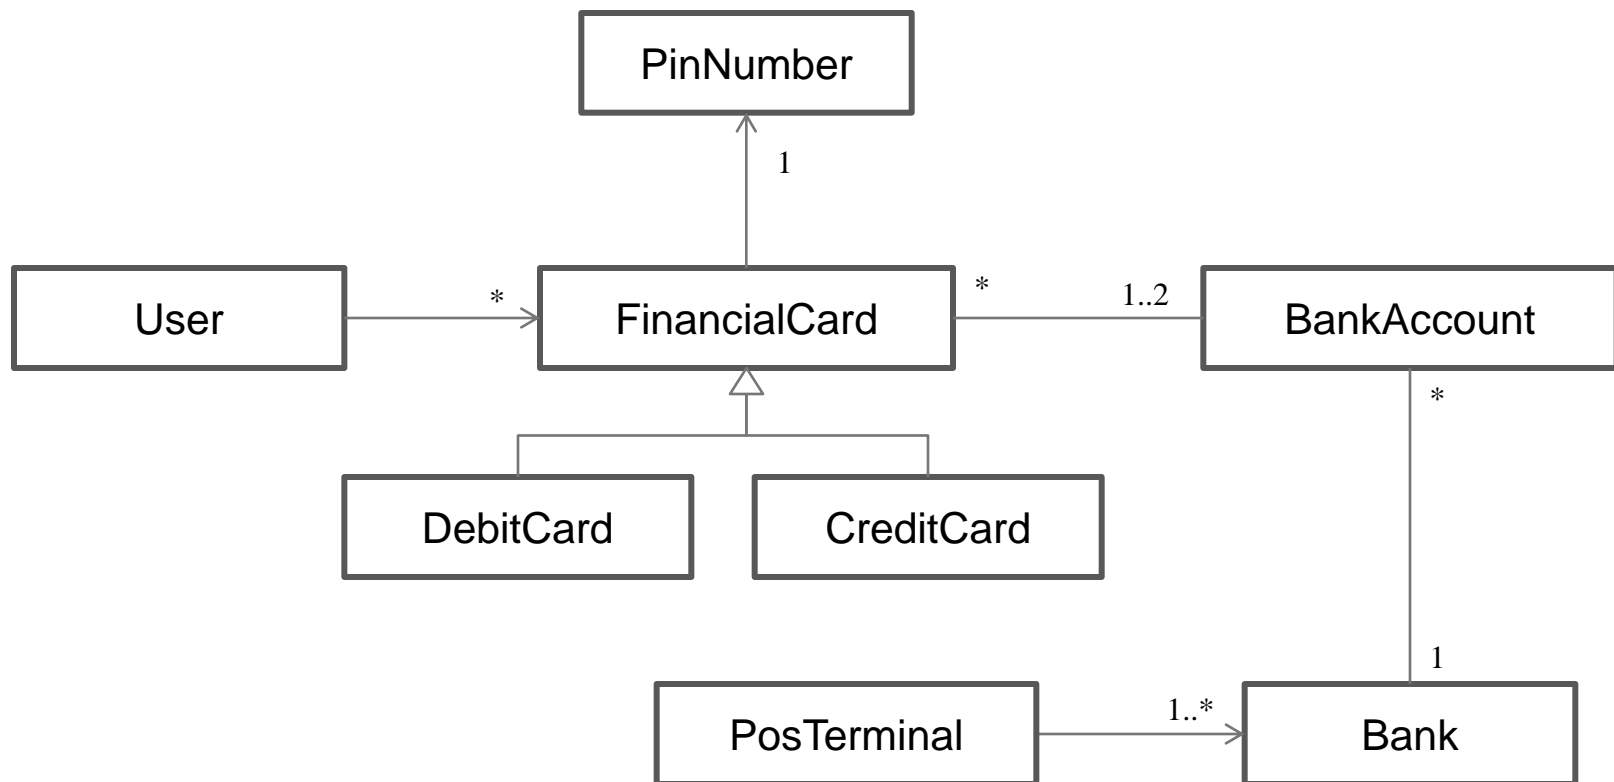 PinNumber
1
User
*
FinancialCard
*
1..2
BankAccount
*
DebitCard
CreditCard
1
PosTerminal
1..*
Bank